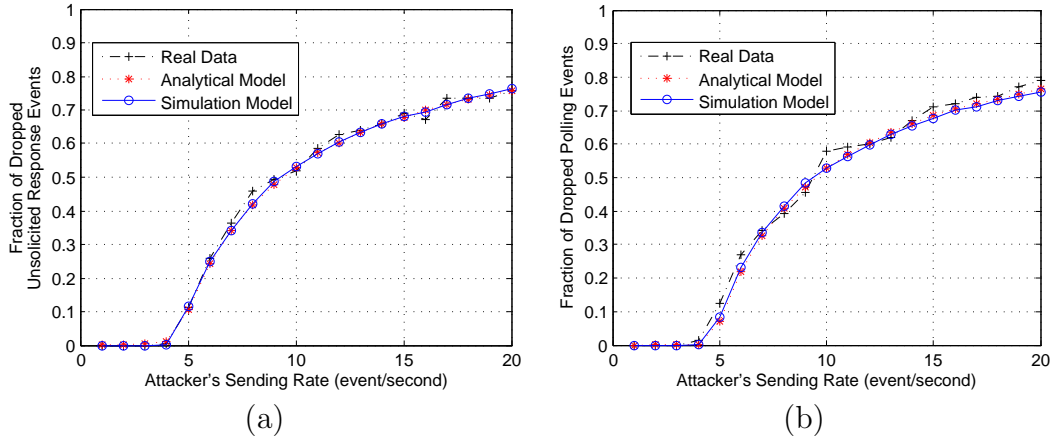 1
0.9
0.8
0.7
0.6
0.5
0.4
0.3
0.2
0.1
0
Fraction of Dropped
Unsolicited Response Events
Real Data
Analytical Model
Simulation Model
0 5 10 15 20
Attacker's Sending Rate (event/second)
(a)
1
0.9
0.8
0.7
0.6
0.5
0.4
0.3
0.2
0.1
0
Fraction of Dropped Polling Events
Real Data
Analytical Model
Simulation Model
0 5 10 15 20
Attacker's Sending Rate (event/second)
(b)